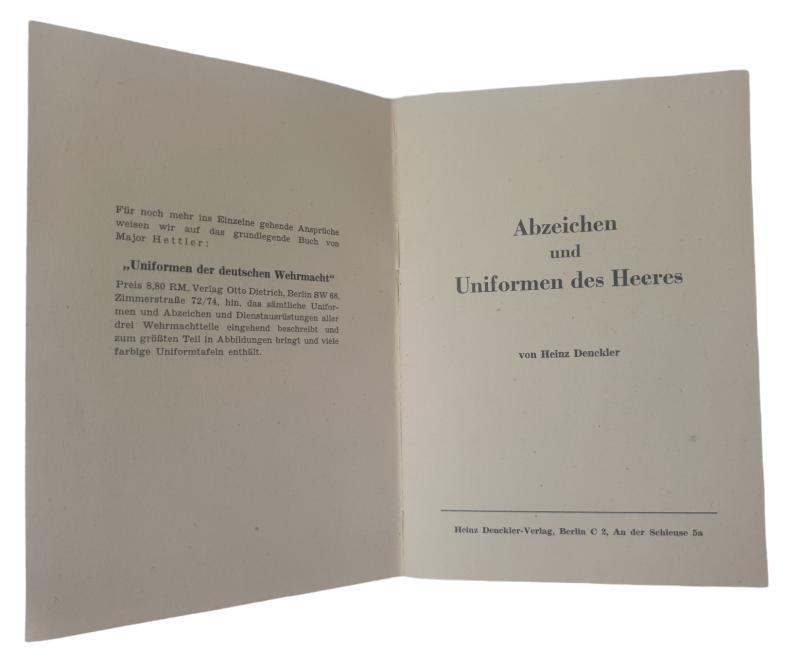 Für noch mehr ins Einzelne gehende Ansprüche
weisen wir auf das grundlegende Buch von
Major Hettler:
„Uniformen der deutschen Wehrmacht“
Preis 8,80 RM, Verlag Otto Dietrich, Berlin SW 68,
Zimmerstraße 72/74, hin, das sämtliche Unifor-
men und Abzeichen und Dienstausrüstungen aller
drei Wehrmachtteile eingehend beschreibt und
zum größten Teil in Abbildungen bringt und viele
farbige Uniformtafeln enthält.
Abzeichen
und
Uniformen des Heeres
von Heinz Denckler
Heinz Denckler-Verlag, Berlin C 2, An der Schleuse 5a